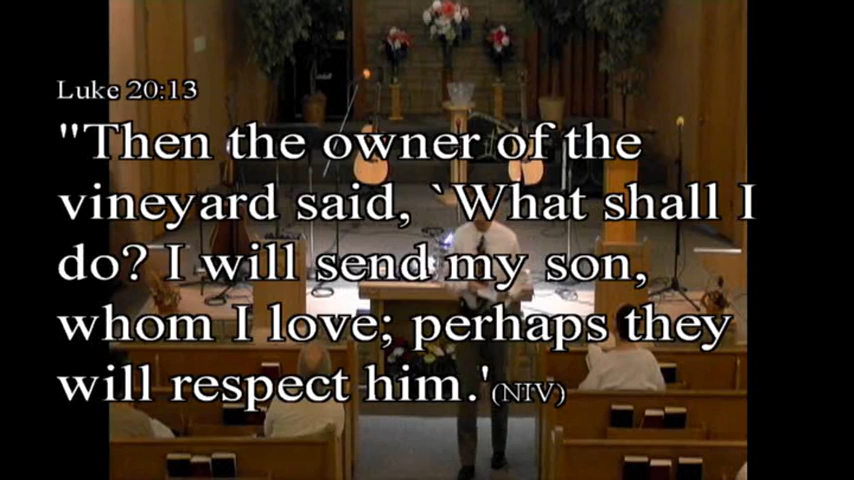 Luke 20:13
"Then the owner of the
vineyard said, `What shall I
do? I will send my son,
whom I love; perhaps they
will respect him.'(NIV)